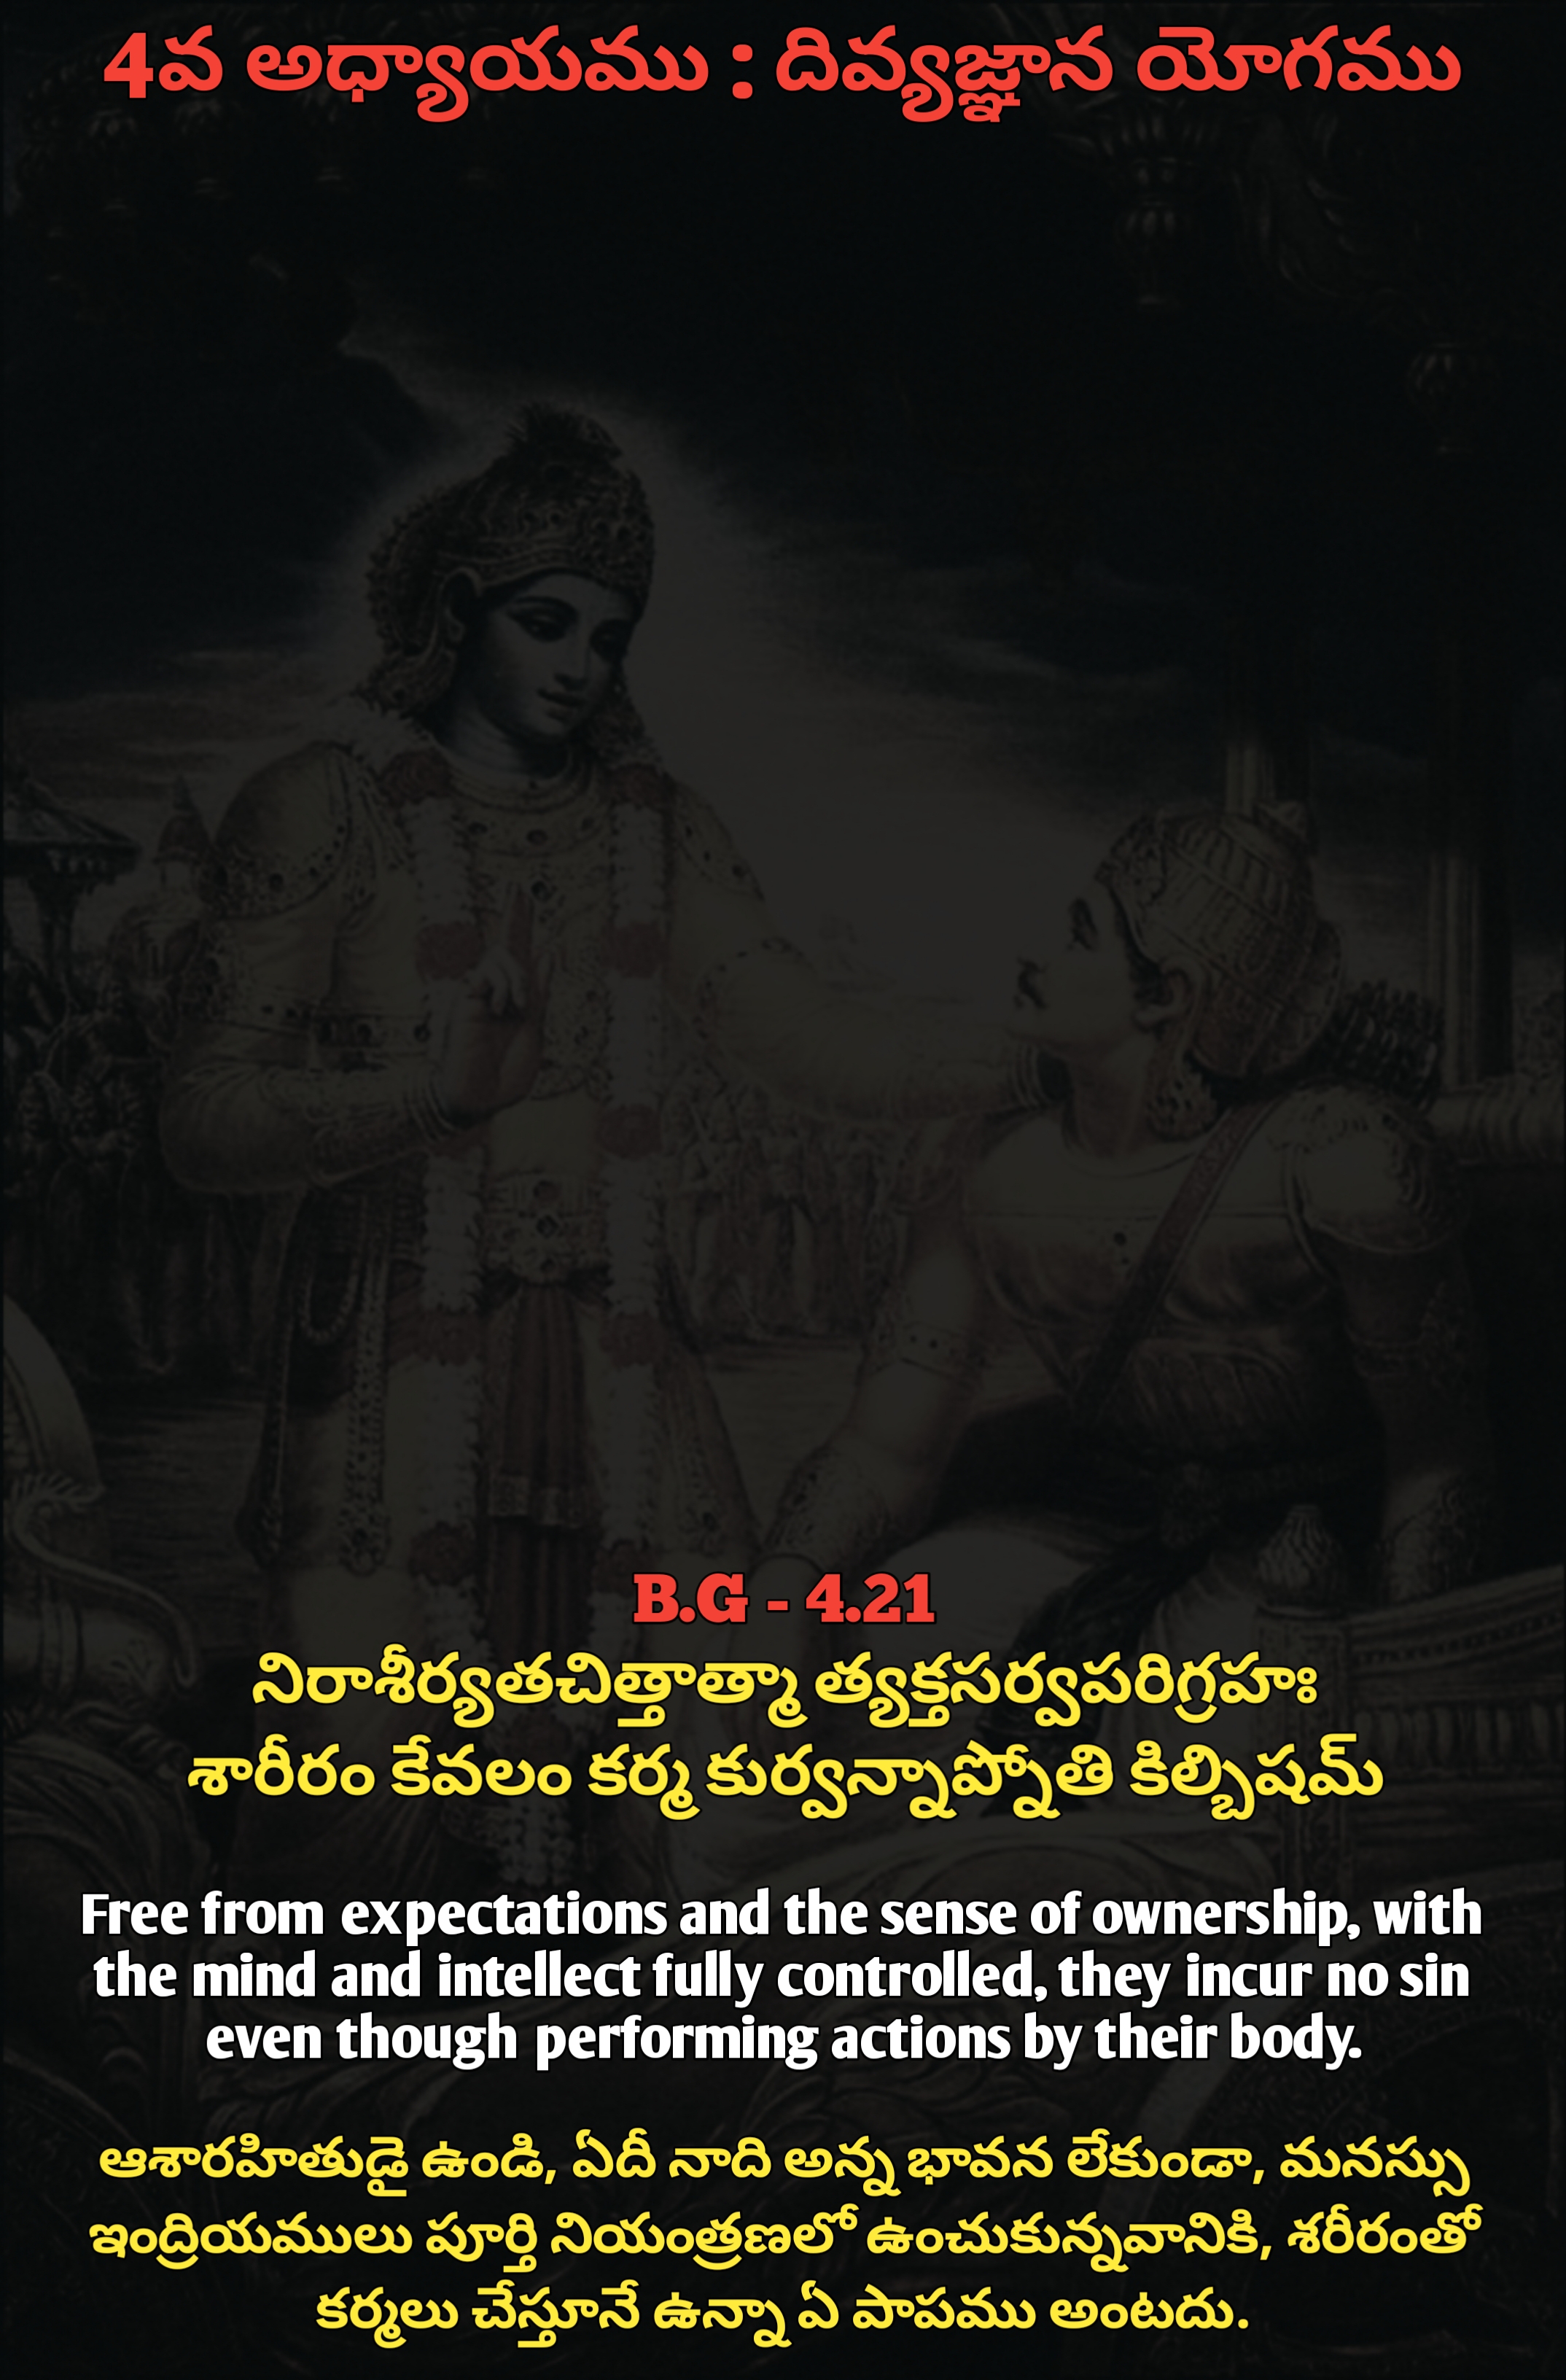 4వ అధ్యాయము : దివ్యజ్ఞాన యోగము
B.G - 4.21
నిరాశీర్యతచిత్తాత్మా త్యక్తసర్వపరిగ్రహః
శారీరం కేవలం కర్మ కుర్వన్నాప్నోతి కిల్బిషమ్
Free from expectations and the sense of ownership, with
the mind and intellect fully controlled, they incur no sin
even though performing actions by their body.
ఆశారహితుడై ఉండి, ఏదీ నాది అన్న భావన లేకుండా, మనస్సు
ఇంద్రియములు పూర్తి నియంత్రణలో ఉంచుకున్నవానికి, శరీరంతో
కర్మలు చేస్తూనే ఉన్నా ఏ పాపము అంటదు.